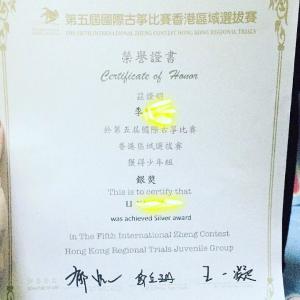 第五屆國際古箏比賽香港區域選拔賽
THE FIFTH INTERNATIONAL ZHENG CONTEST HONG KONG REGIONAL TRIALS
榮譽證書
Certificate of Honor
茲證明
李
於第五屆國際古箏比賽
香港區域選拔賽
獲得少年組
銀獎
This is to certify that
LI
was achieved Silver award
in The Fifth International Zheng Contest
Hong Kong Regional Trials Juvenile Group
王一凝